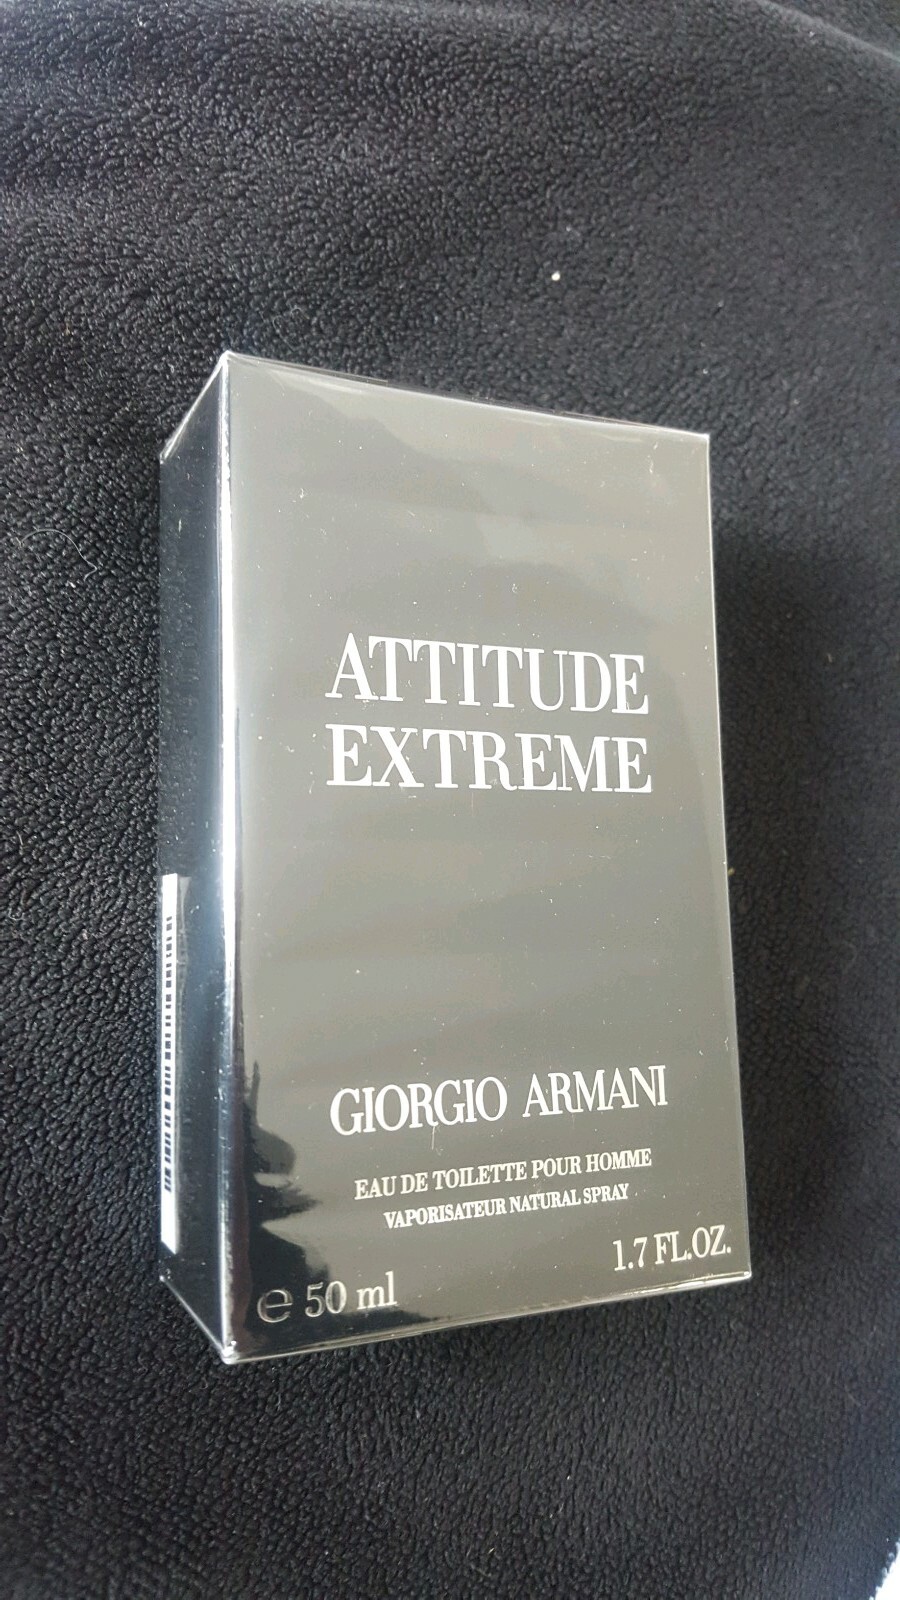 ATTITUDE
EXTREME
GIORGIO ARMANI
EAU DE TOILETTE POUR HOMME
VAPORISATEUR NATURAL SPRAY
1.7 FL.OZ.
℮ 50 ml